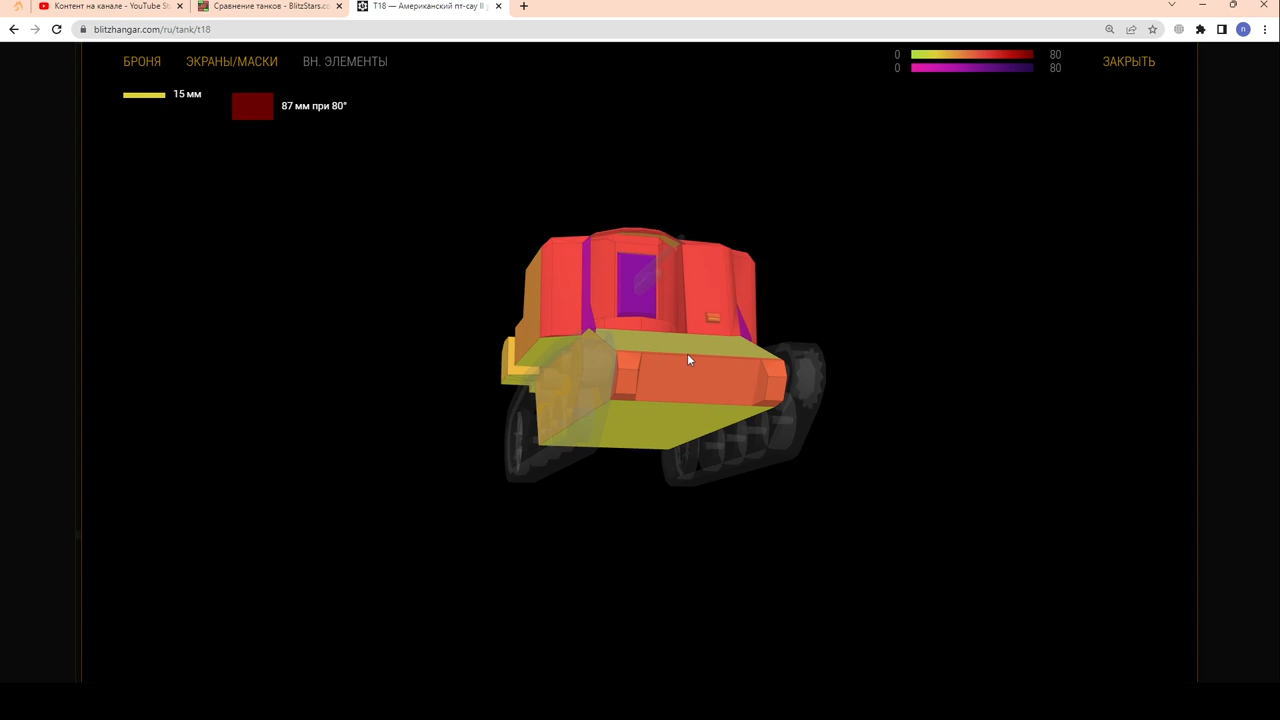 Контент на канале - YouTube St
Сравнение танков - BlitzStars.co
T18 — Американский пт-сау II у
blitzhangar.com/ru/tank/t18
n
БРОНЯ ЭКРАНЫ/МАСКИ ВН. ЭЛЕМЕНТЫ
0 80
0 80
ЗАКРЫТЬ
15 мм
87 мм при 80°